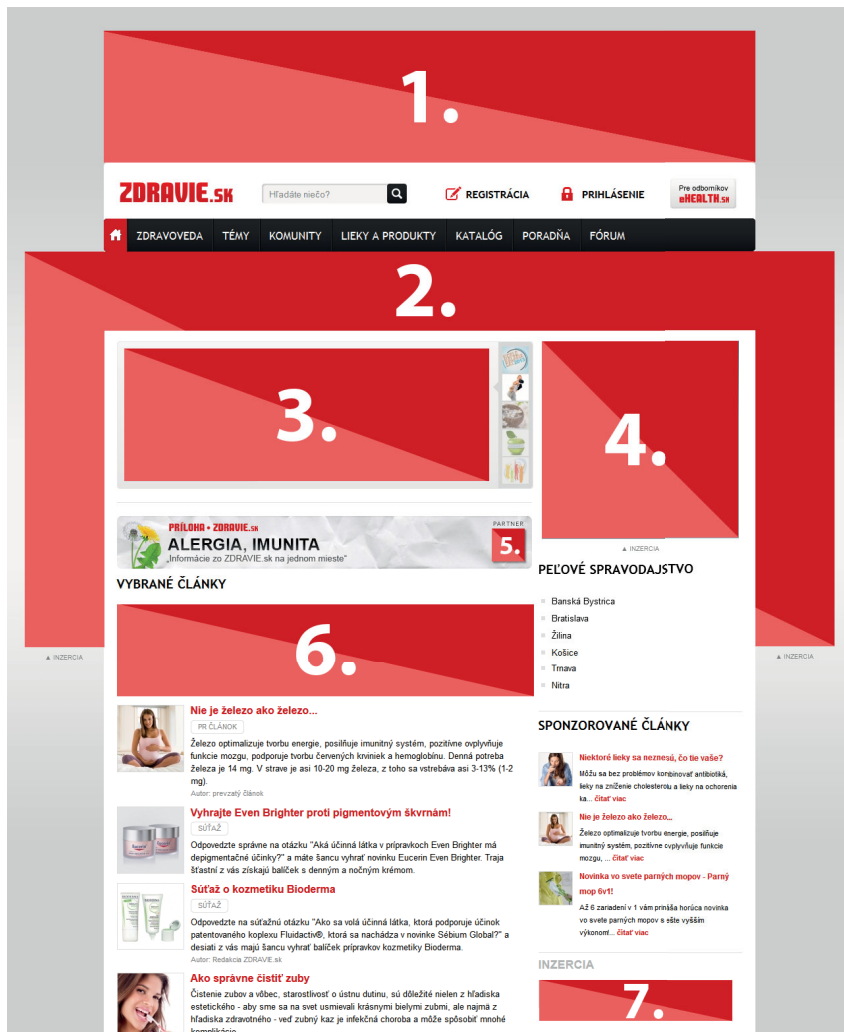 1.
ZDRAVIE.SK
Hľadáte niečo?
REGISTRÁCIA
PRIHLÁSENIE
Pre odborníkov
eHEALTH.SK
ZDRAVOVEDA TÉMY KOMUNITY LIEKY A PRODUKTY KATALÓG PORADŇA FÓRUM
2.
3.
4.
▲ INZERCIA
PRÍLOHA • ZDRAVIE.SK
ALERGIA, IMUNITA
„Informácie zo ZDRAVIE.sk na jednom mieste"
PARTNER
5.
VYBRANÉ ČLÁNKY
6.
▲ INZERCIA
Nie je železo ako železo...
PR ČLÁNOK
Železo optimalizuje tvorbu energie, posilňuje imunitný systém, pozitívne ovplyvňuje
funkcie mozgu, podporuje tvorbu červených krviniek a hemoglobínu. Denná potreba
železa je 14 mg. V strave je asi 10-20 mg železa, z toho sa vstrebáva asi 3-13% (1-2
mg).
Autor: prevzatý článok
Vyhrajte Even Brighter proti pigmentovým škvrnám!
SÚŤAŽ
Odpovedzte správne na otázku "Aká účinná látka v prípravkoch Even Brighter má
depigmentačné účinky?" a máte šancu vyhrať novinku Eucerin Even Brighter. Traja
šťastní z vás získajú balíček s denným a nočným krémom.
Súťaž o kozmetiku Bioderma
SÚŤAŽ
Odpovedzte na súťažnú otázku "Ako sa volá účinná látka, ktorá podporuje účinok
patentovaného koplexu Fluidactiv®, ktorá sa nachádza v novinke Sébium Global?" a
desiati z vás majú šancu vyhrať balíček prípravkov kozmetiky Bioderma.
Autor: Redakcia ZDRAVIE.sk
Ako správne čistiť zuby
Čistenie zubov a vôbec, starostlivosť o ústnu dutinu, sú dôležité nielen z hľadiska
estetického - aby sme sa na svet usmievali krásnymi bielymi zubmi, ale najmä z
hľadiska zdravotného - veď zubný kaz je infekčná choroba a môže spôsobiť mnohé
komplikácie
PEĽOVÉ SPRAVODAJSTVO
Banská Bystrica
Bratislava
Žilina
Košice
Trnava
Nitra
▲ INZERCIA
SPONZOROVANÉ ČLÁNKY
Niektoré lieky sa neznesú, čo tie vaše?
Môžu sa bez problémov kombinovať antibiotiká,
lieky na zníženie cholesterolu a lieky na ochorenia
ka... čítať viac
Nie je železo ako železo...
Železo optimalizuje tvorbu energie, posilňuje
imunitný systém, pozitívne ovplyvňuje funkcie
mozgu, ... čítať viac
Novinka vo svete parných mopov - Parný
mop 6v1!
Až 6 zariadení v 1 vám prináša horúca novinka
vo svete parných mopov s ešte vyšším
výkonoml... čítať viac
INZERCIA
7.